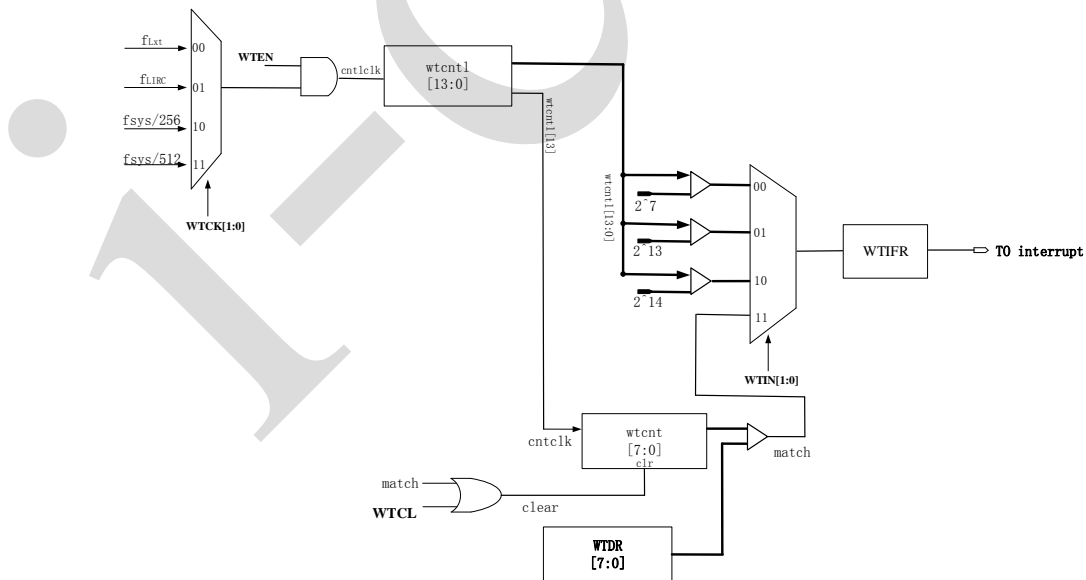 fLxt
00
fLIRC
01
fsys/256
10
fsys/512
11
WTCK[1:0]
WTEN
cntlclk
wtcntl
[13:0]
wtcntl[13]
wtcntl[13:0]
2^7
2^13
2^14
00
01
10
11
WTIN[1:0]
WTIFR
TO interrupt
cntclk
wtcnt
[7:0]
clr
match
match
WTCL
clear
WTDR
[7:0]